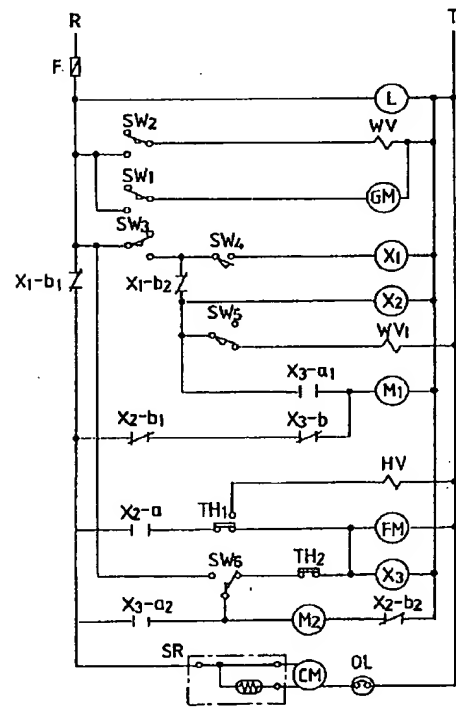 R T
F
L
SW2 WV
SW1 GM
SW3
SW4 X1
X1-b1 X1-b2
X2
SW5 WV1
X3-a1 M1
X2-b1 X3-b
HV
X2-a TH1 FM
SW6 TH2 X3
X3-a2 M2 X2-b2
SR CM OL